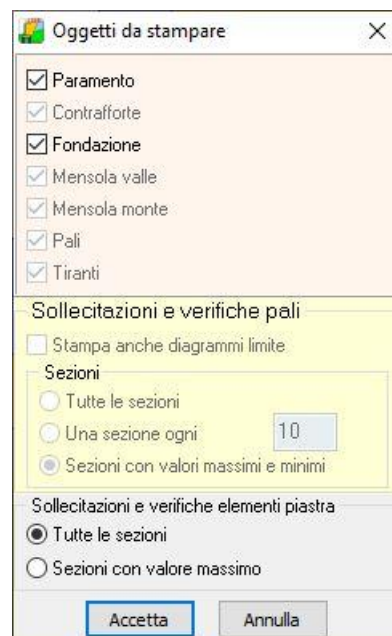 Oggetti da stampare
Paramento
Contrafforte
Fondazione
Mensola valle
Mensola monte
Pali
Tiranti
Sollecitazioni e verifiche pali
Stampa anche diagrammi limite
Sezioni
Tutte le sezioni
Una sezione ogni 10
Sezioni con valori massimi e minimi
Sollecitazioni e verifiche elementi piastra
Tutte le sezioni
Sezioni con valore massimo
Accetta Annulla